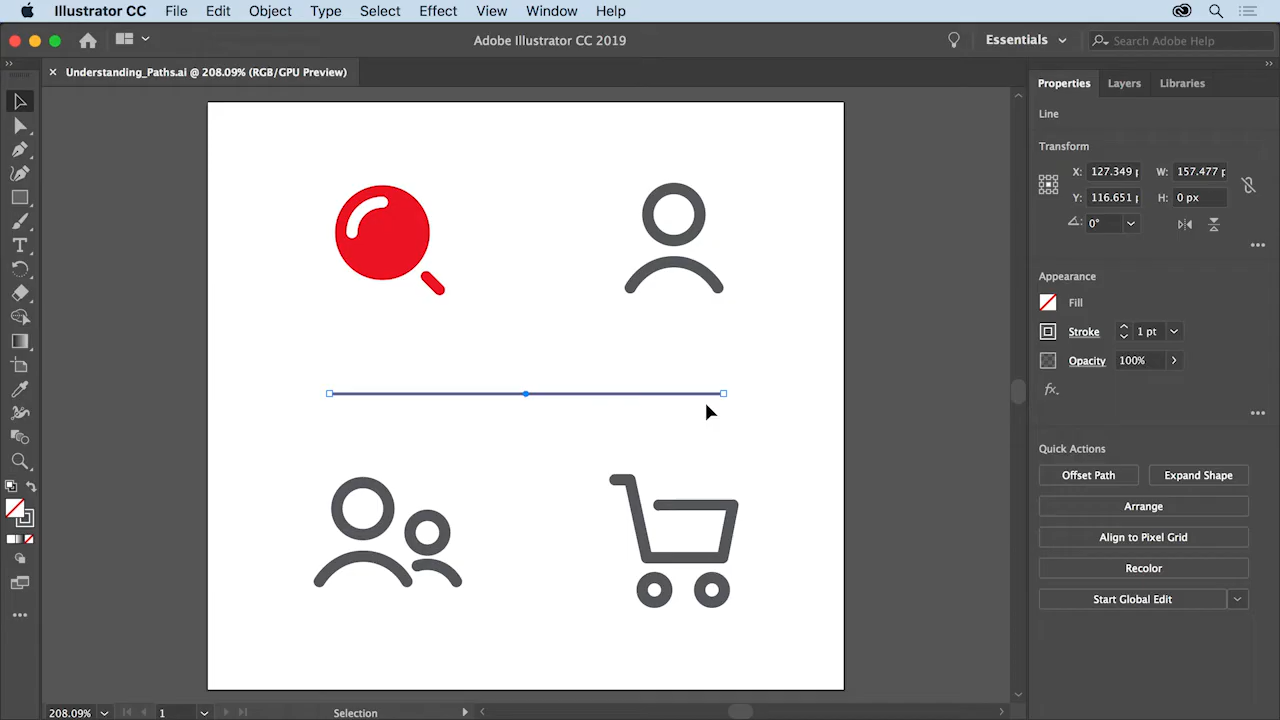 Illustrator CC File Edit Object Type Select Effect View Window Help
Adobe Illustrator CC 2019
Essentials
Search Adobe Help
Understanding_Paths.ai @ 208.09% (RGB/GPU Preview)
Properties Layers Libraries
Line
Transform
X: 127.349 W: 157.477
Y: 116.651 H: 0 px
0°
Appearance
Fill
Stroke 1 pt
Opacity 100%
fx.
Quick Actions
Offset Path Expand Shape
Arrange
Align to Pixel Grid
Recolor
Start Global Edit
208.09% 1 Selection